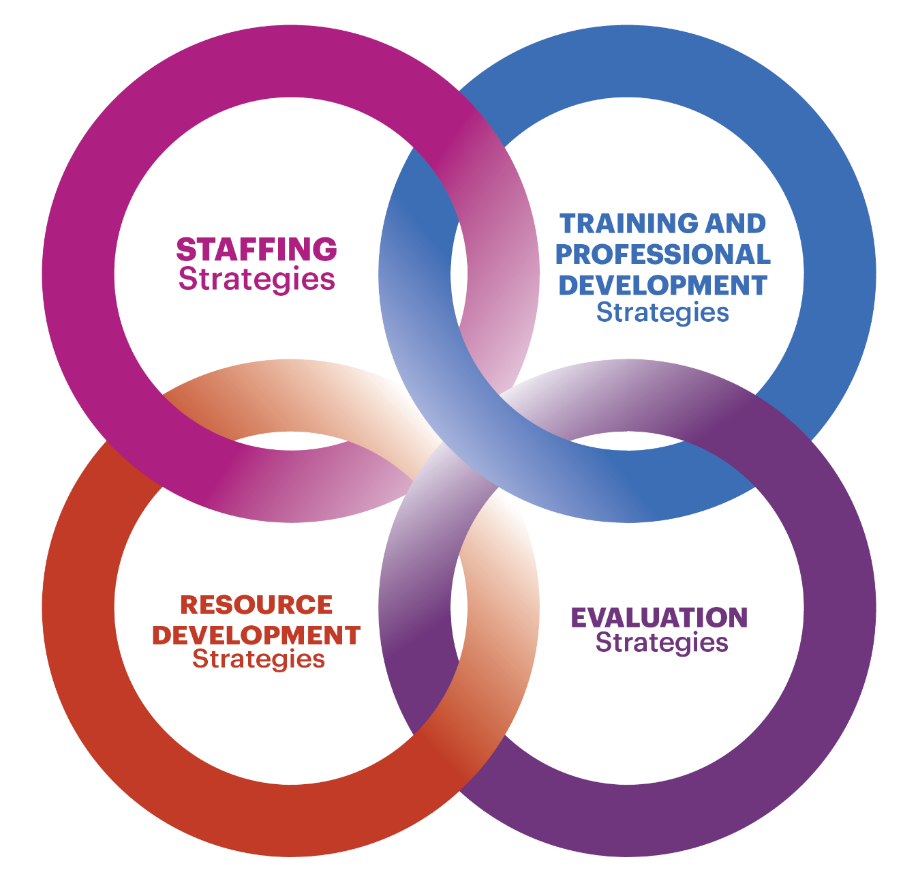 STAFFING
Strategies
TRAINING AND
PROFESSIONAL
DEVELOPMENT
Strategies
RESOURCE
DEVELOPMENT
Strategies
EVALUATION
Strategies